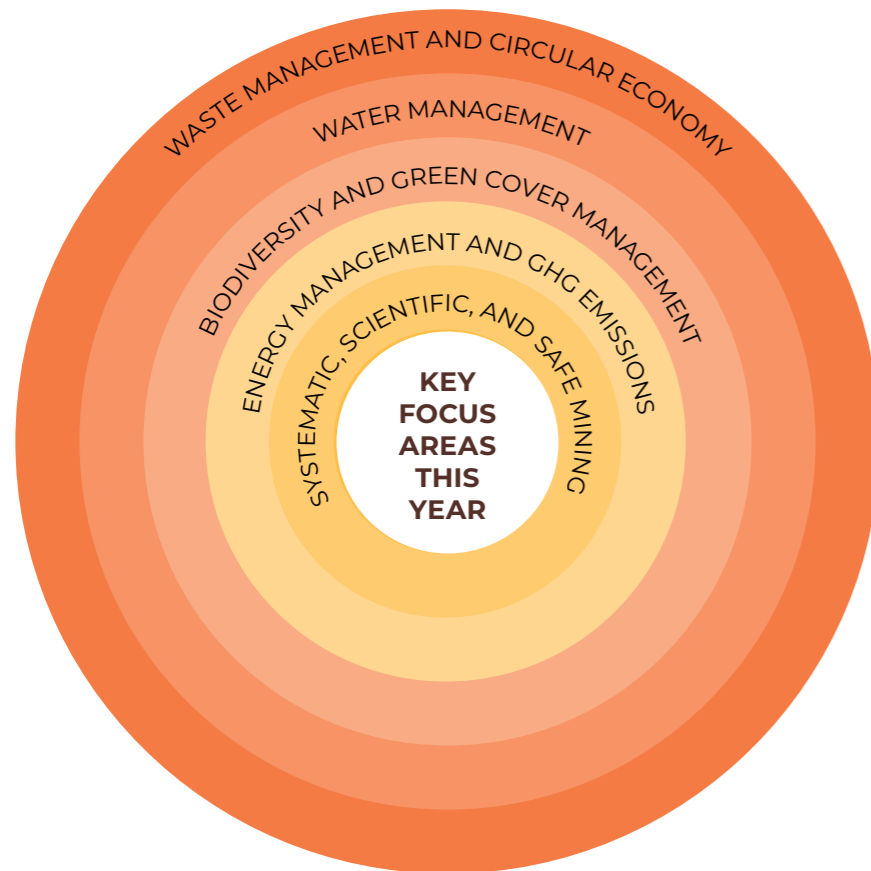 WASTE MANAGEMENT AND CIRCULAR ECONOMY
WATER MANAGEMENT
BIODIVERSITY AND GREEN COVER MANAGEMENT
ENERGY MANAGEMENT AND GHG EMISSIONS
SYSTEMATIC, SCIENTIFIC, AND SAFE MINING
KEY
FOCUS
AREAS
THIS
YEAR